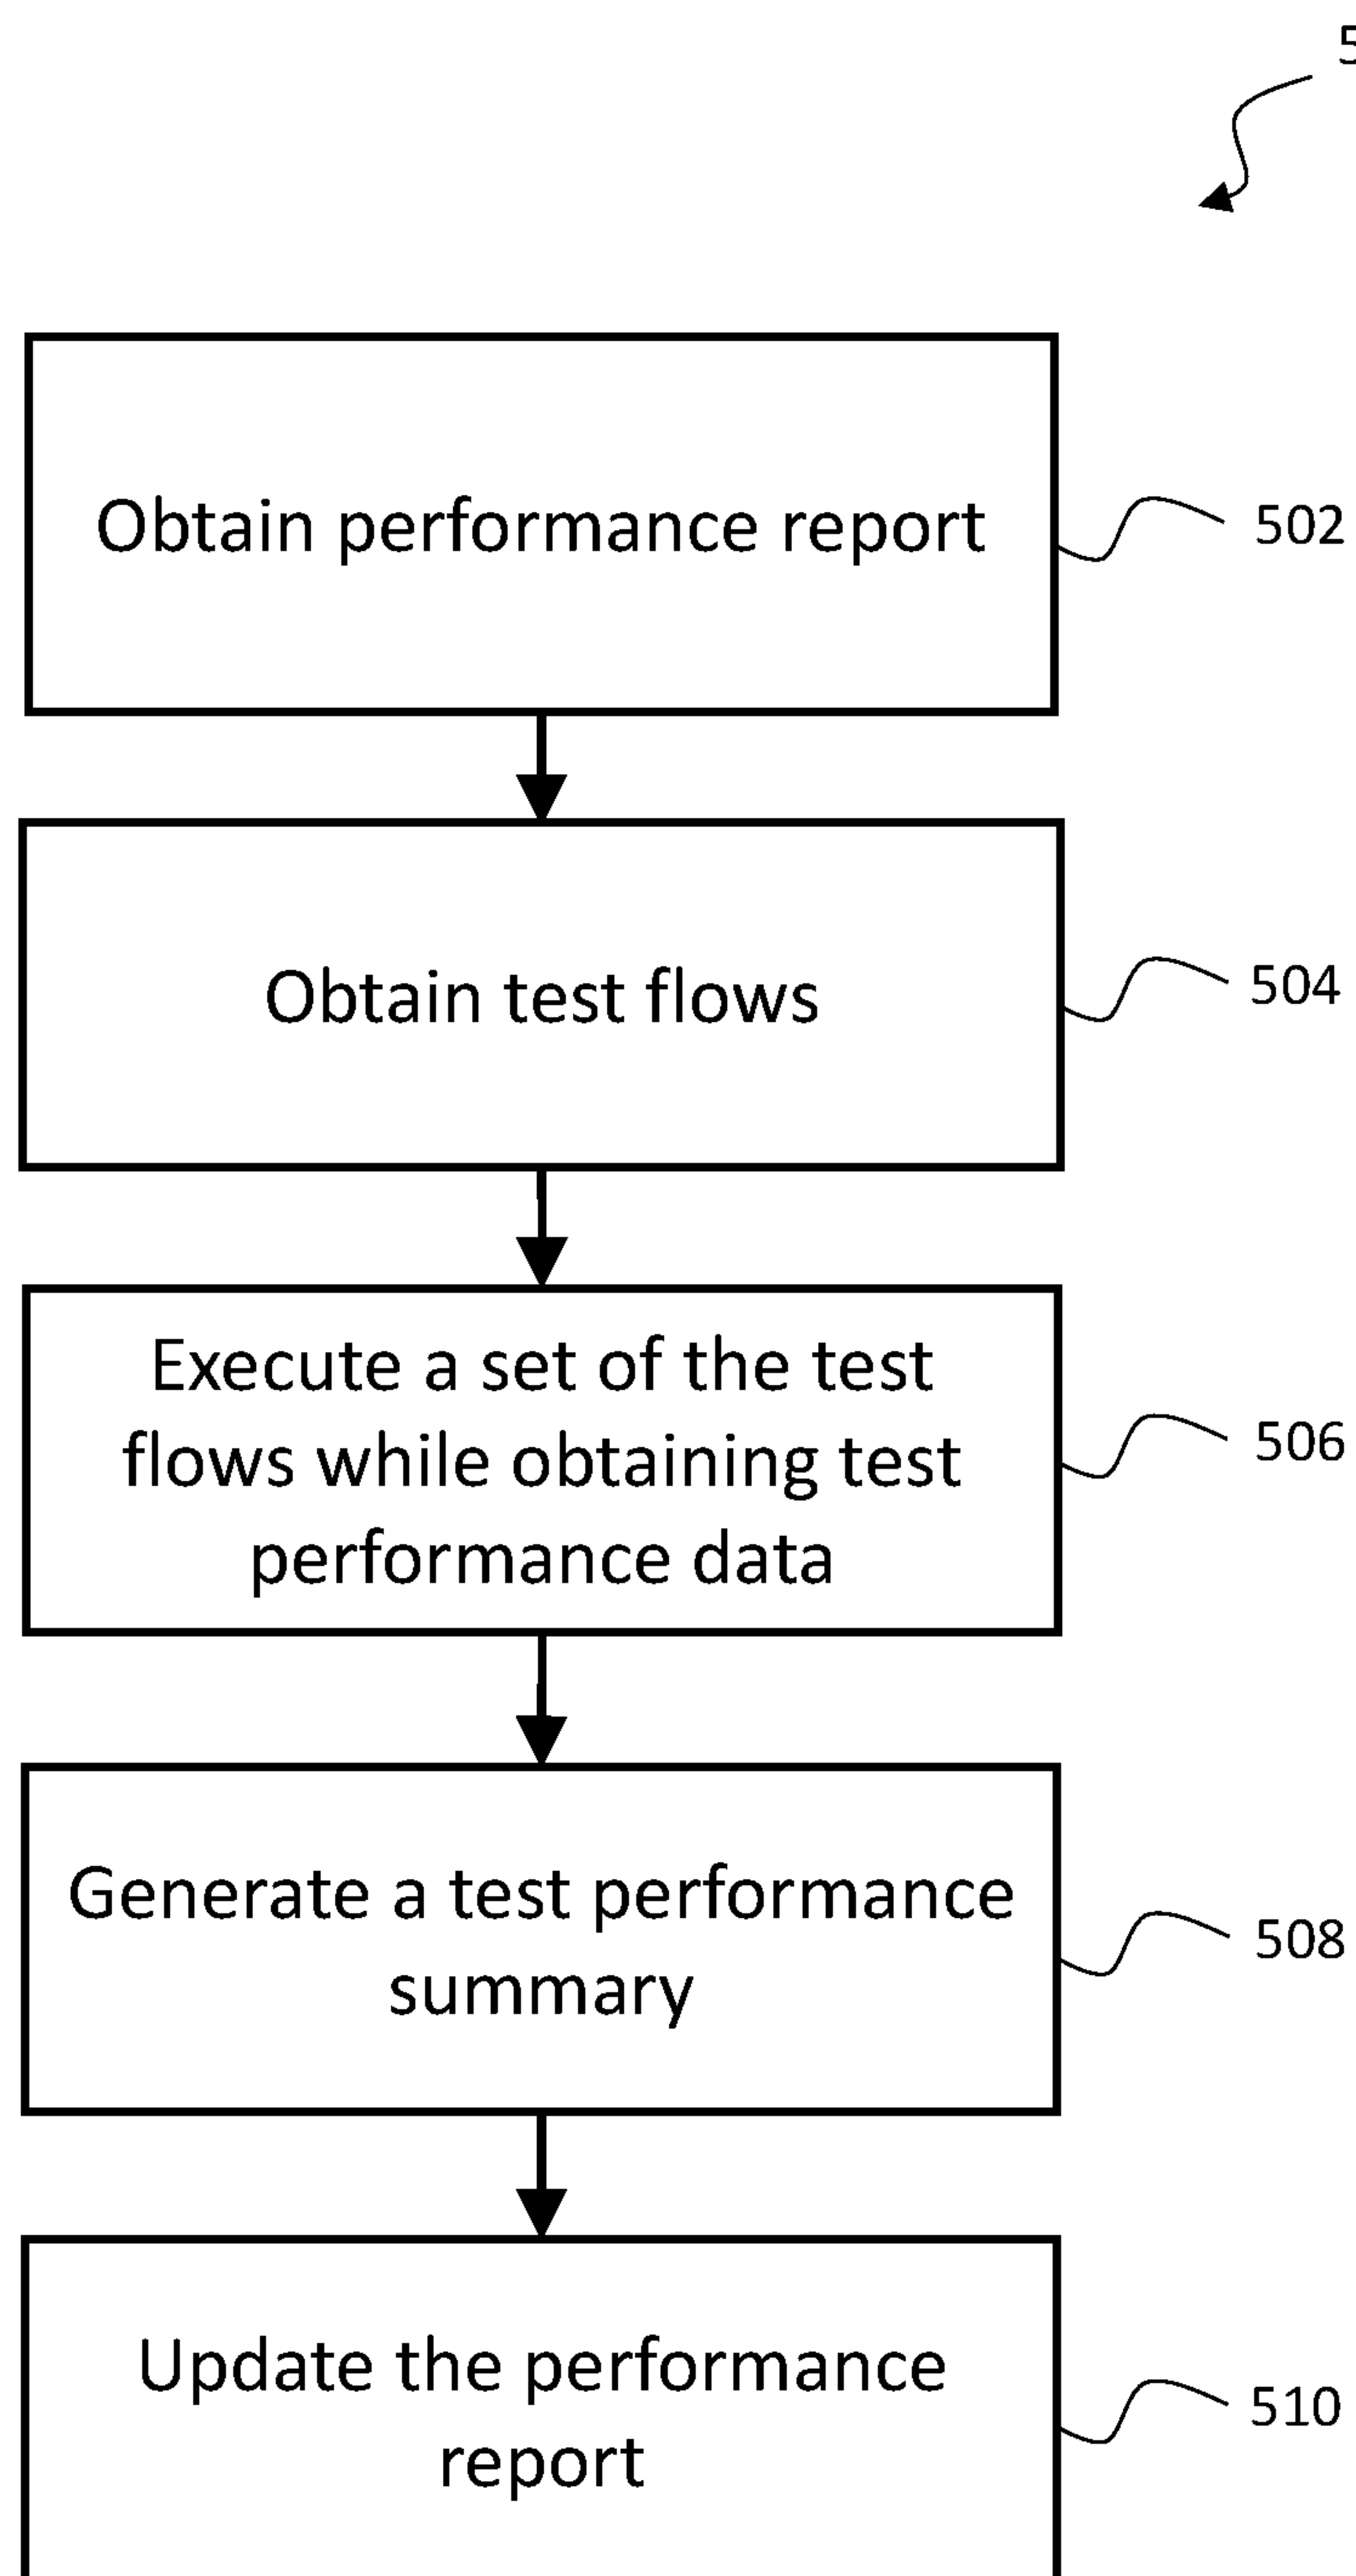 Obtain performance report
502
Obtain test flows
504
Execute a set of the test
flows while obtaining test
performance data
506
Generate a test performance
summary
508
Update the performance
report
510